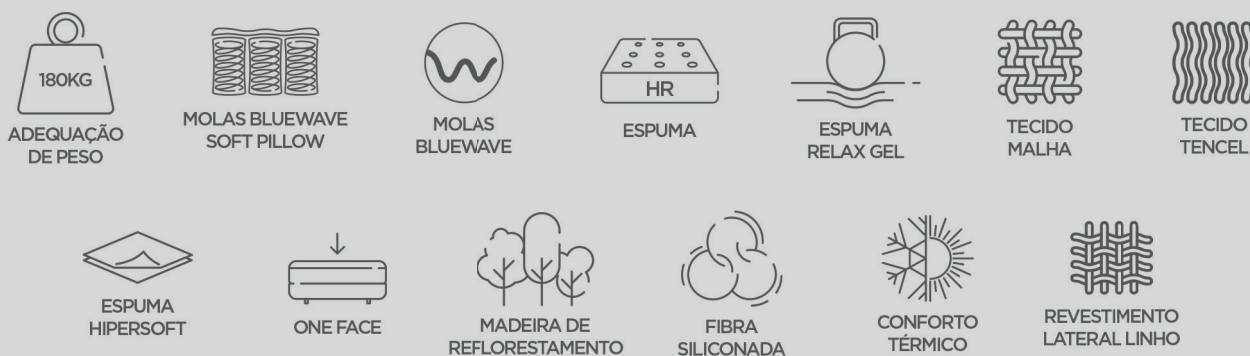 180KG
ADEQUAÇÃO
DE PESO
MOLAS BLUEWAVE
SOFT PILLOW
MOLAS
BLUEWAVE
HR
ESPUMA
ESPUMA
RELAX GEL
TECIDO
MALHA
TECIDO
TENCEL
ESPUMA
HIPERSOFT
ONE FACE
MADEIRA DE
REFLORESTAMENTO
FIBRA
SILICONADA
CONFORTO
TÉRMICO
REVESTIMENTO
LATERAL LINHO